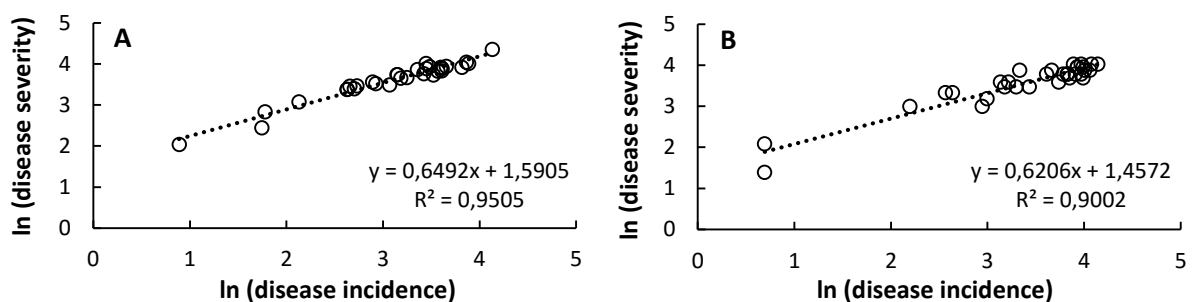 A
ln (disease severity)
5
4
3
2
1
0
y = 0,6492x + 1,5905
R² = 0,9505
0 1 2 3 4 5
ln (disease incidence)
B
ln (disease severity)
5
4
3
2
1
0
y = 0,6206x + 1,4572
R² = 0,9002
0 1 2 3 4 5
ln (disease incidence)